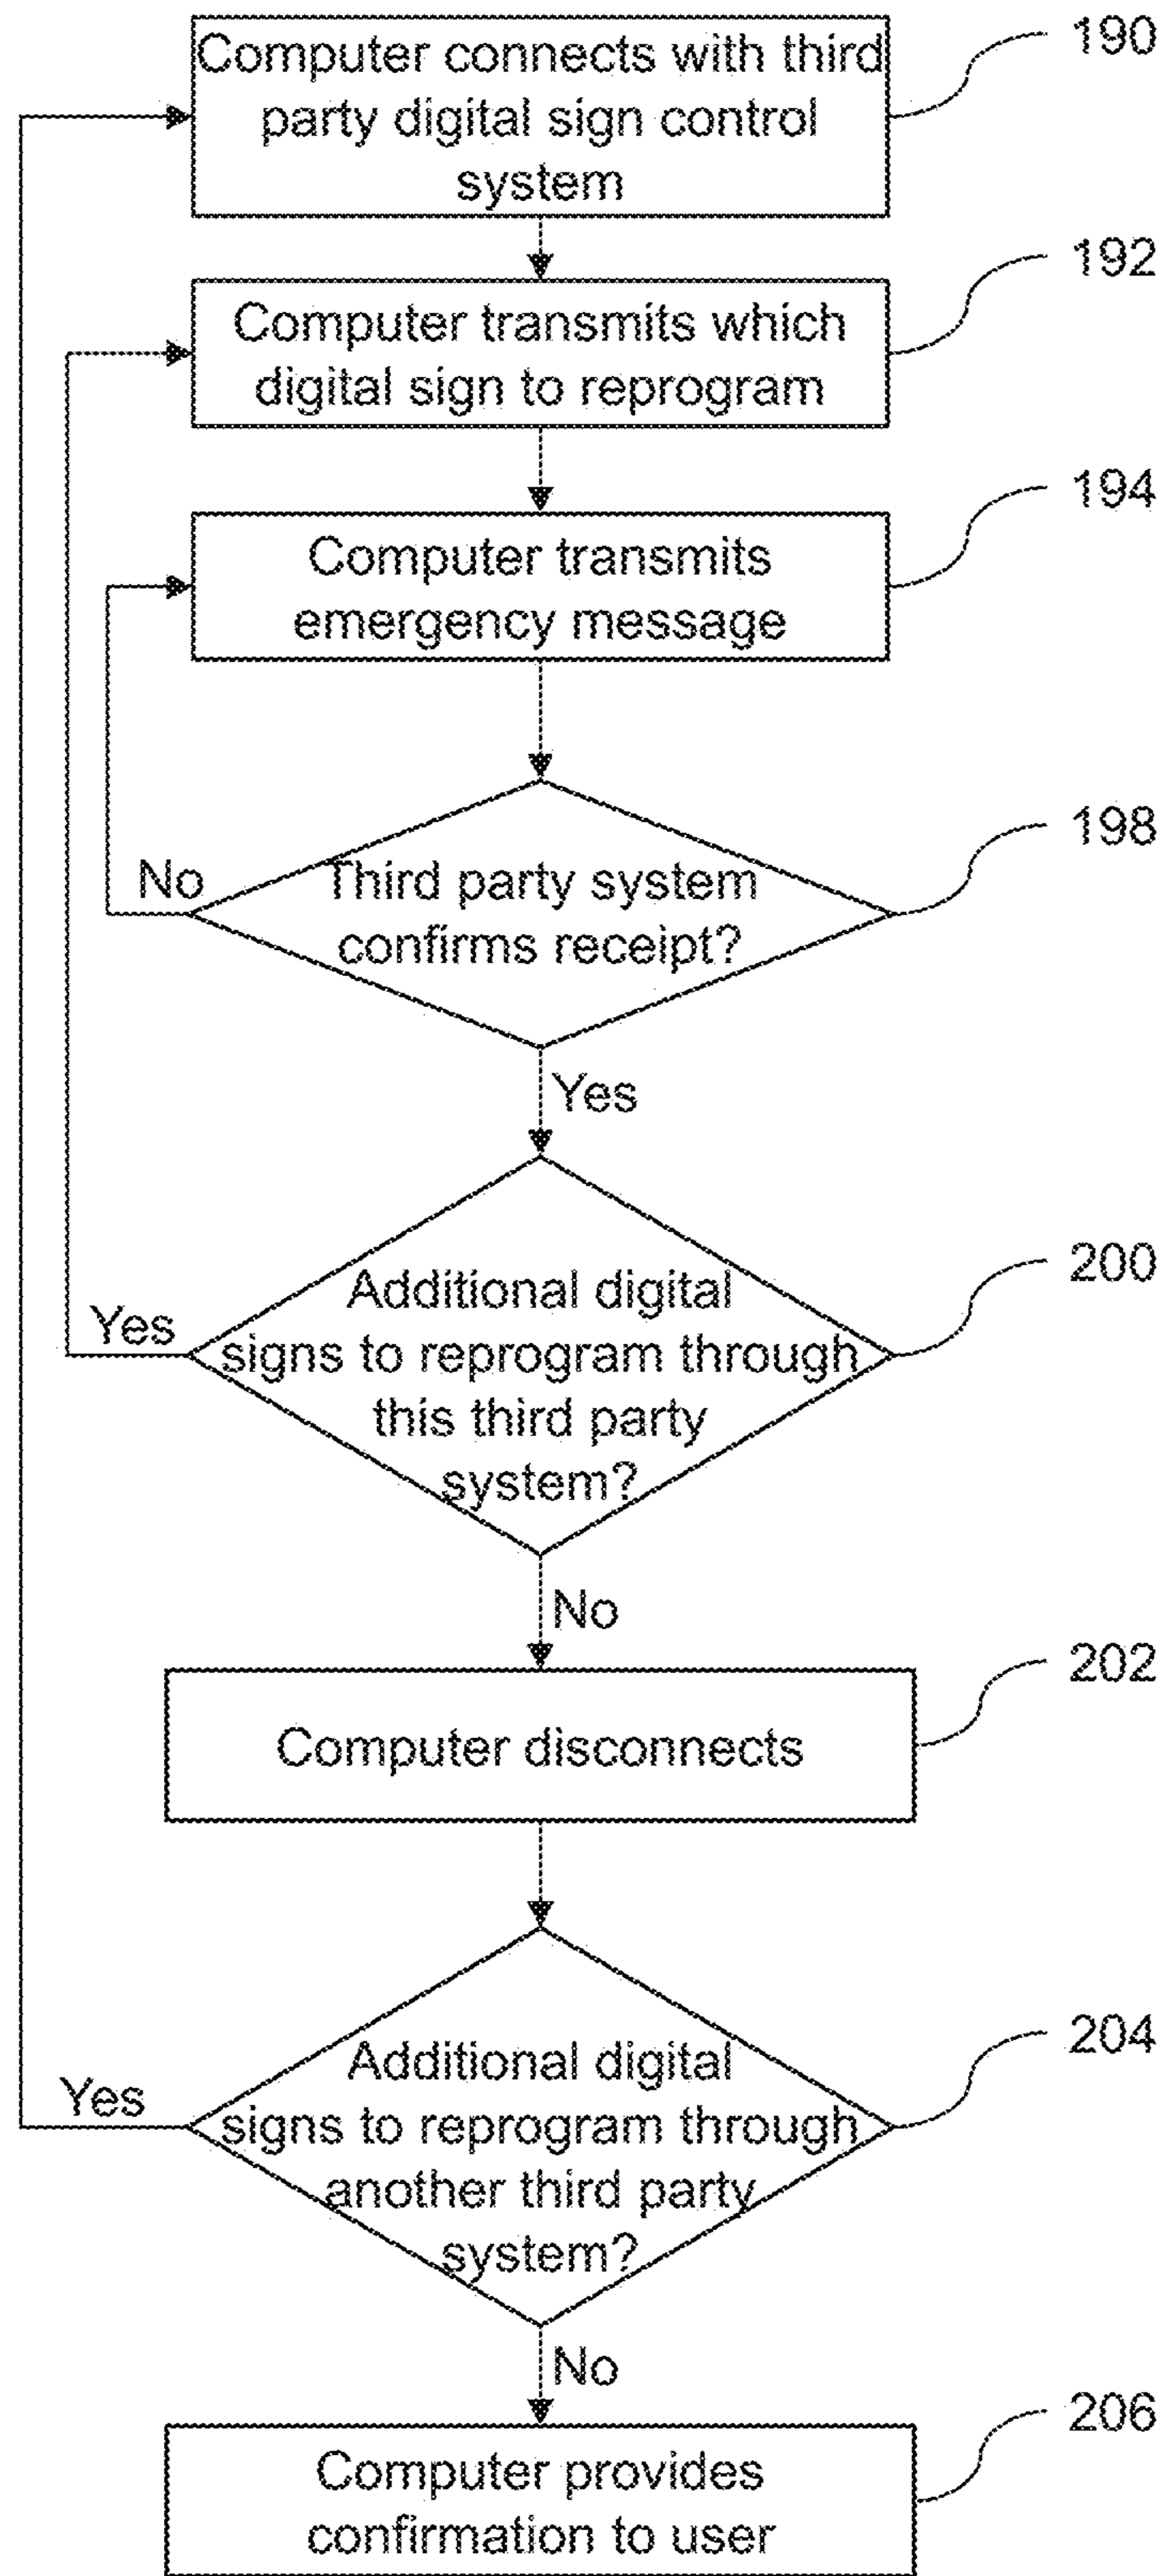 Computer connects with third
party digital sign control
system
190
Computer transmits which
digital sign to reprogram
192
Computer transmits
emergency message
194
Third party system
confirms receipt?
198
No
Yes
Additional digital
signs to reprogram through
this third party
system?
200
Yes
No
Computer disconnects
202
Additional digital
signs to reprogram through
another third party
system?
204
Yes
No
Computer provides
confirmation to user
206